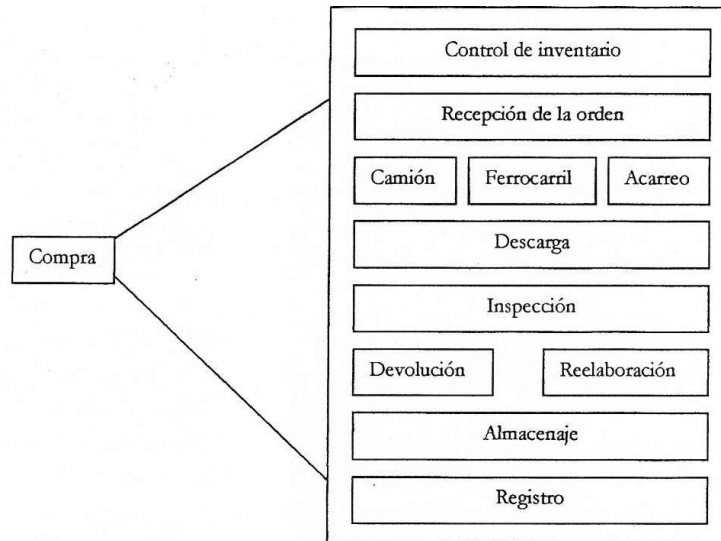 Control de inventario
Recepción de la orden
Camión
Ferrocarril
Acarreo
Compra
Descarga
Inspección
Devolución
Reelaboración
Almacenaje
Registro